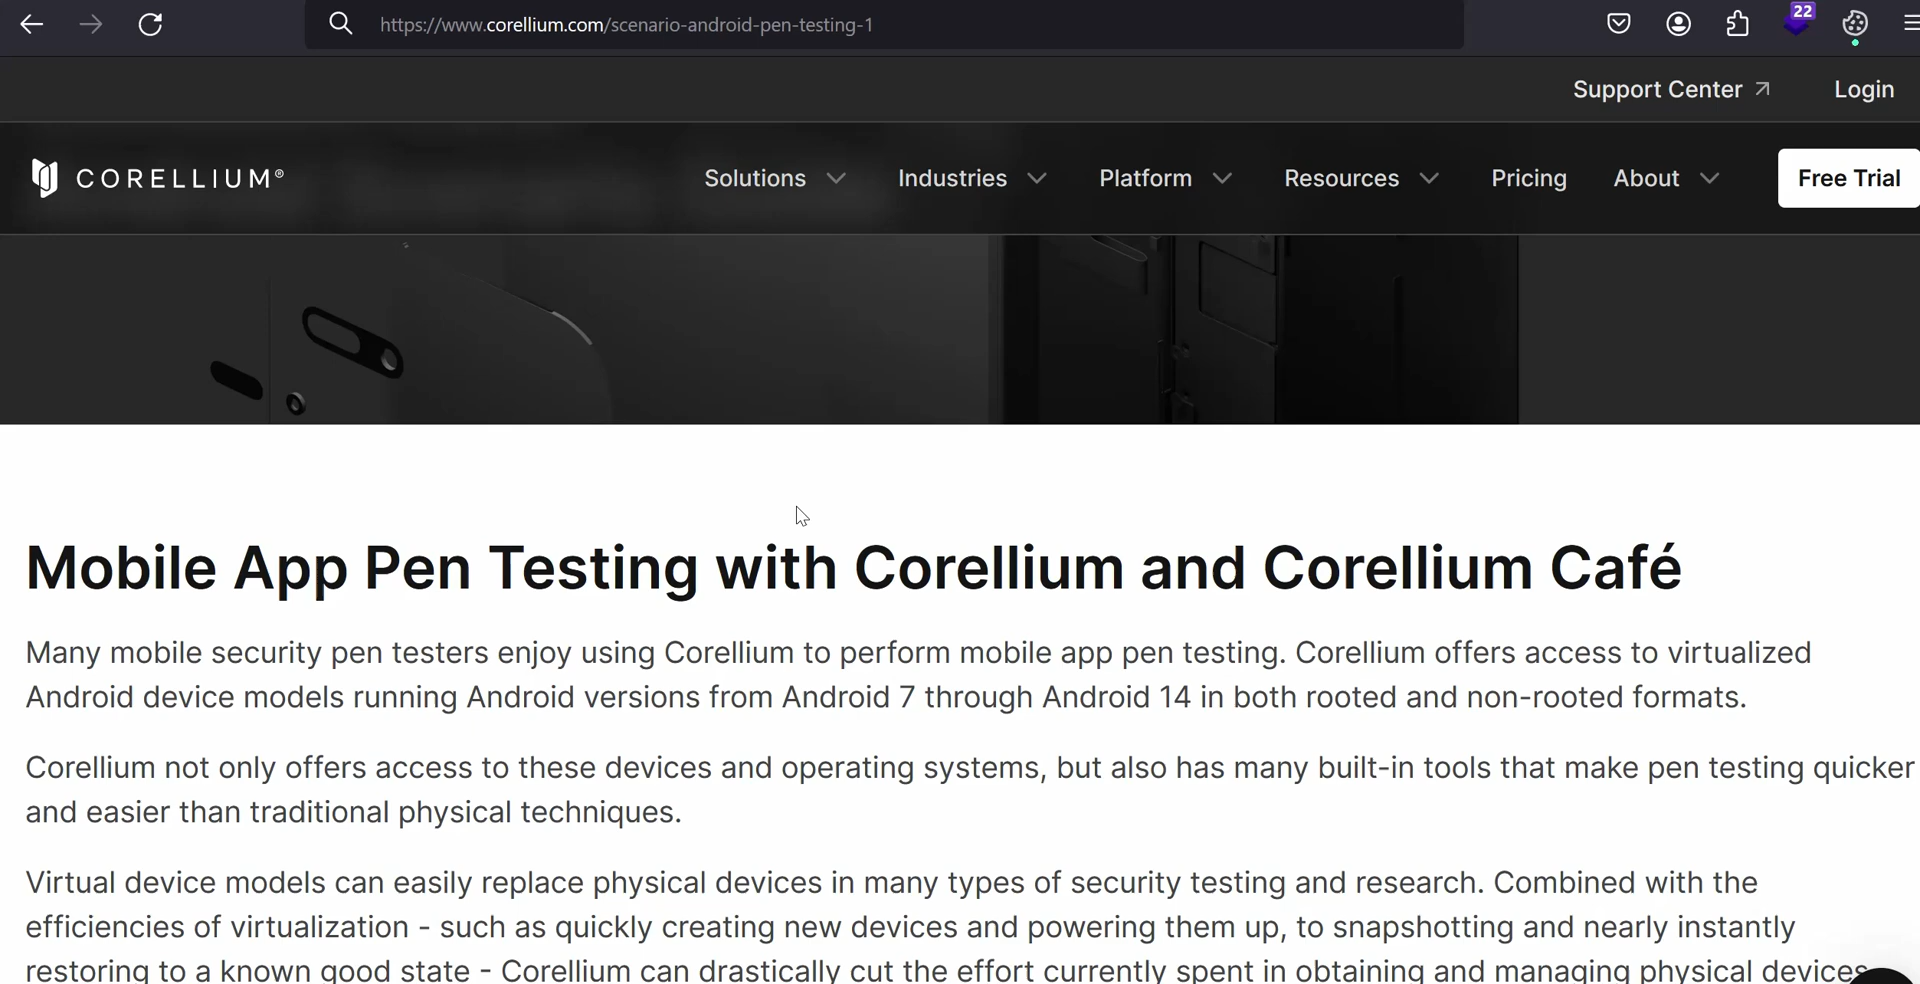 https://www.corellium.com/scenario-android-pen-testing-1
22
Support Center
Login
CORELLIUM®
Solutions
Industries
Platform
Resources
Pricing
About
Free Trial
Mobile App Pen Testing with Corellium and Corellium Café
Many mobile security pen testers enjoy using Corellium to perform mobile app pen testing. Corellium offers access to virtualized
Android device models running Android versions from Android 7 through Android 14 in both rooted and non-rooted formats.
Corellium not only offers access to these devices and operating systems, but also has many built-in tools that make pen testing quicker
and easier than traditional physical techniques.
Virtual device models can easily replace physical devices in many types of security testing and research. Combined with the
efficiencies of virtualization - such as quickly creating new devices and powering them up, to snapshotting and nearly instantly
restoring to a known good state - Corellium can drastically cut the effort currently spent in obtaining and managing physical devices